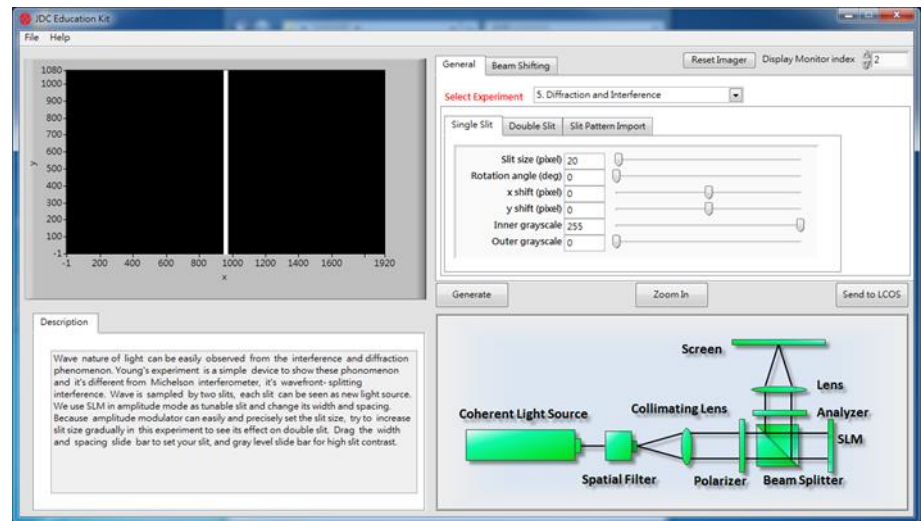 JDC Education Kit
File Help
1080
1000
900
800
700
600
500
400
300
200
100
-1
y
-1 200 400 600 800 1000 1200 1400 1600 1920
x
General Beam Shifting
Reset Imager Display Monitor index 2
Select Experiment 5. Diffraction and Interference
Single Slit Double Slit Slit Pattern Import
Slit size (pixel) 20
Rotation angle (deg) 0
x shift (pixel) 0
y shift (pixel) 0
Inner grayscale 255
Outer grayscale 0
Generate Zoom In Send to LCOS
Description
Wave nature of light can be easily observed from the interference and diffraction
phenomenon. Young's experiment is a simple device to show these phonomenon
and it's different from Michelson interferometer, it's wavefront- splitting
interference. Wave is sampled by two slits, each slit can be seen as new light source.
We use SLM in amplitude mode as tunable slit and change its width and spacing.
Because amplitude modulator can easily and precisely set the slit size, try to increase
slit size gradually in this experiment to see its effect on double slit. Drag the width
and spacing slide bar to set your slit, and gray level slide bar for high slit contrast.
Screen
Lens
Coherent Light Source Collimating Lens Analyzer
SLM
Spatial Filter Polarizer Beam Splitter